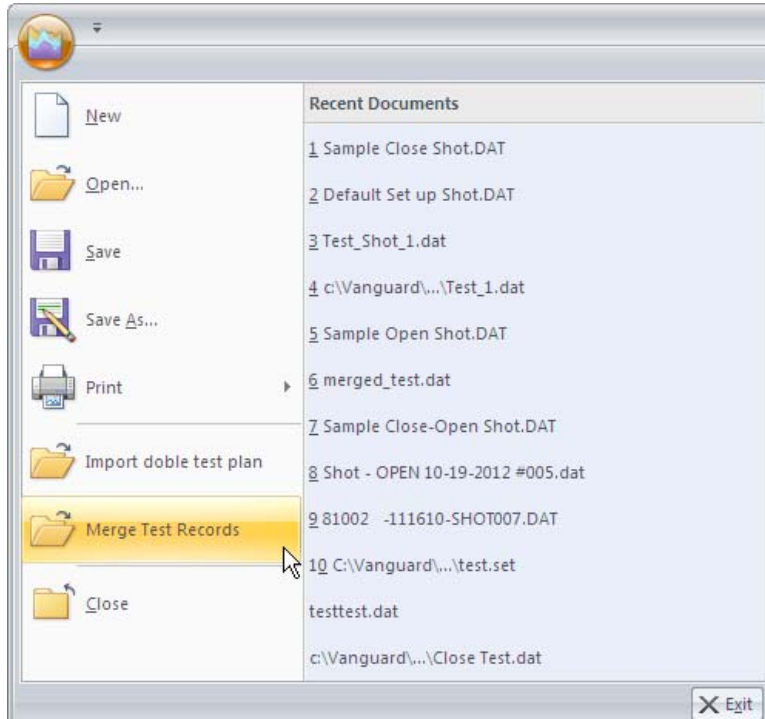 New
Open...
Save
Save As...
Print
Import doble test plan
Merge Test Records
Close
Recent Documents
1 Sample Close Shot.DAT
2 Default Set up Shot.DAT
3 Test_Shot_1.dat
4 c:\Vanguard\...\Test_1.dat
5 Sample Open Shot.DAT
6 merged_test.dat
7 Sample Close-Open Shot.DAT
8 Shot - OPEN 10-19-2012 #005.dat
9 81002   -111610-SHOT007.DAT
10 C:\Vanguard\...\test.set
testtest.dat
c:\Vanguard\...\Close Test.dat
Exit